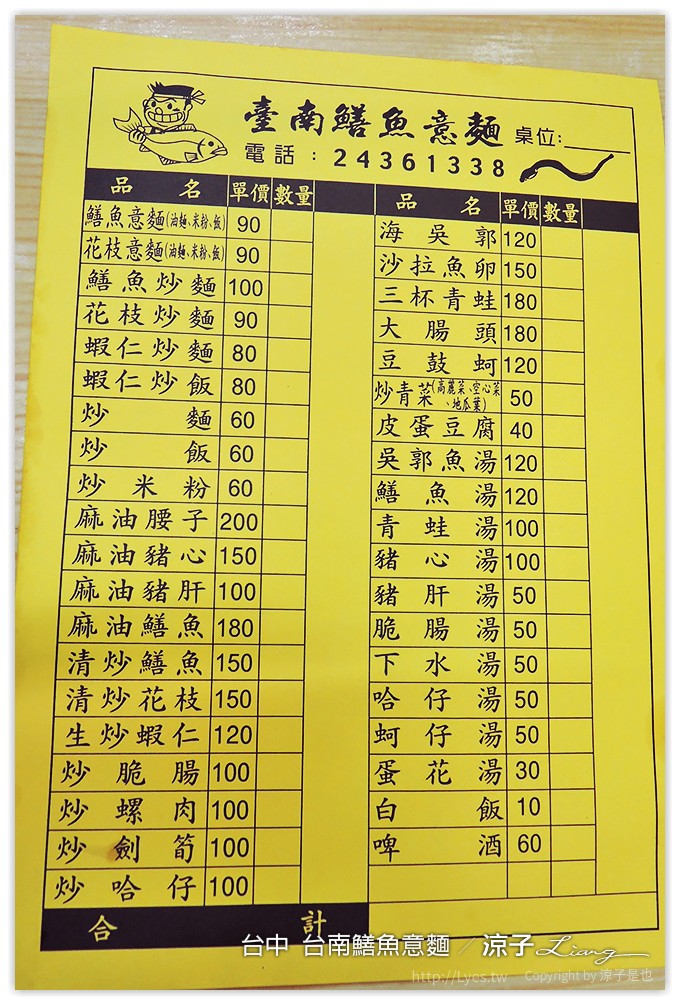 臺南鱔魚意麵
桌位:
電話:24361338
品名 單價 數量
鱔魚意麵(油麵、米粉、飯) 90
花枝意麵(油麵、米粉、飯) 90
鱔魚炒麵 100
花枝炒麵 90
蝦仁炒麵 80
蝦仁炒飯 80
炒麵 60
炒飯 60
炒米粉 60
麻油腰子 200
麻油豬心 150
麻油豬肝 100
麻油鱔魚 180
清炒鱔魚 150
清炒花枝 150
生炒蝦仁 120
炒脆腸 100
炒螺肉 100
炒劍筍 100
炒哈仔 100
合計
品名 單價 數量
海吳郭 120
沙拉魚卵 150
三杯青蛙 180
大腸頭 180
豆鼓蚵 120
炒青菜(高麗菜、空心菜、地瓜葉) 50
皮蛋豆腐 40
吳郭魚湯 120
鱔魚湯 120
青蛙湯 100
豬心湯 100
豬肝湯 50
脆腸湯 50
下水湯 50
哈仔湯 50
蚵仔湯 50
蛋花湯 30
白飯 10
啤酒 60
台中 台南鱔魚意麵 / 涼子 Liang
http://Lyes.tw Copyright by 涼子是也